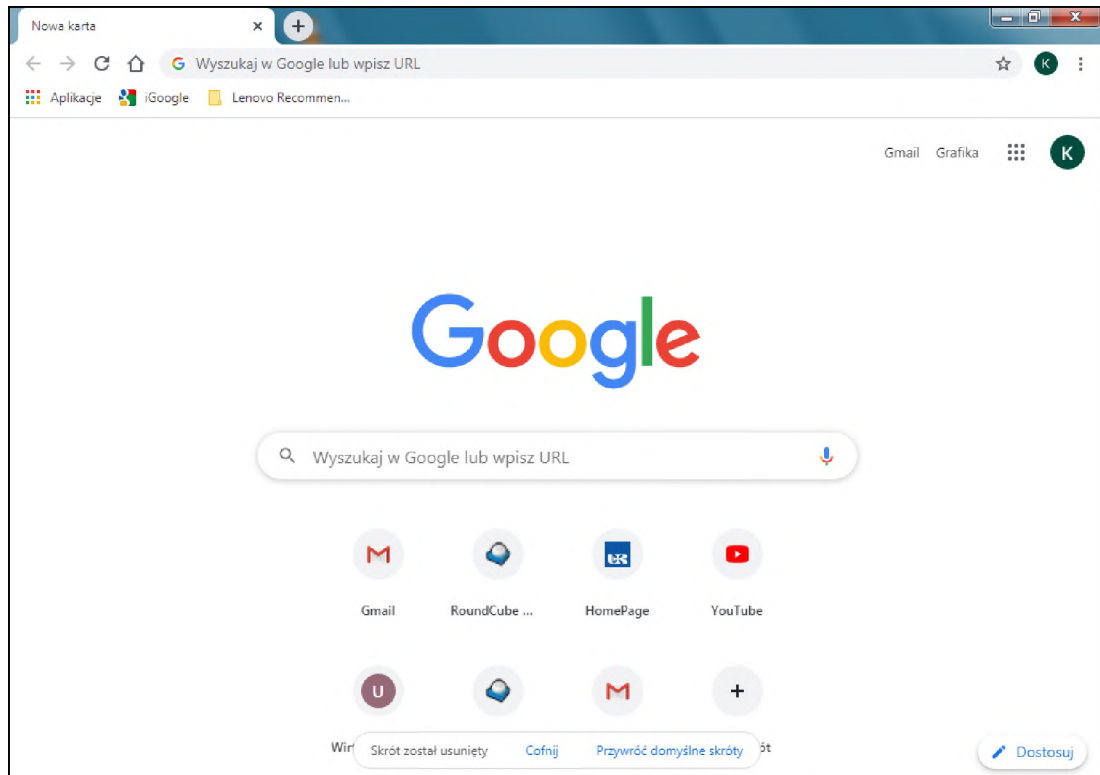 Nowa karta
Wyszukaj w Google lub wpisz URL
K
Aplikacje iGoogle Lenovo Recommen...
Gmail Grafika K
Google
Wyszukaj w Google lub wpisz URL
Gmail RoundCube ... HomePage YouTube
U
Skrót został usunięty Cofnij Przywróć domyślne skróty
Dostosuj